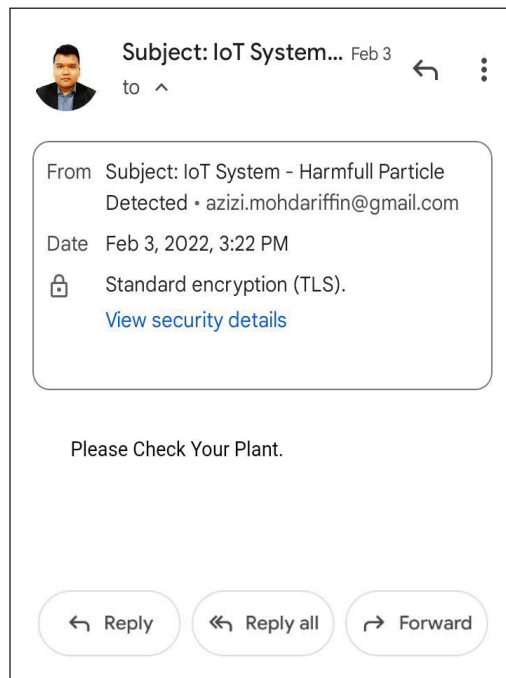 Subject: IoT System... Feb 3
to
From Subject: IoT System - Harmfull Particle
Detected • azizi.mohdariffin@gmail.com
Date Feb 3, 2022, 3:22 PM
Standard encryption (TLS).
View security details
Please Check Your Plant.
Reply Reply all Forward